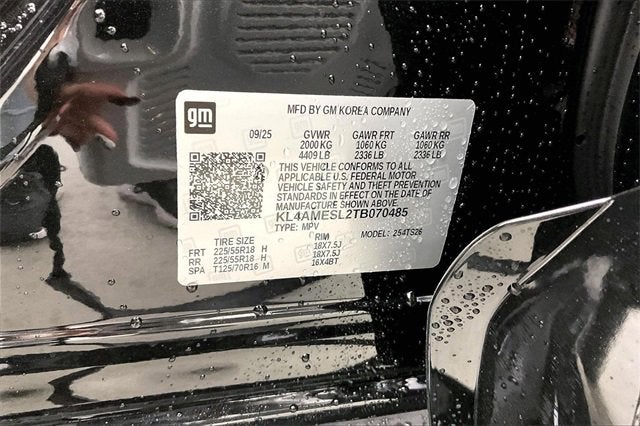 gm
MFD BY GM KOREA COMPANY
09/25 GVWR GAWR FRT GAWR RR
2000 KG 1060 KG 1060 KG
4409 LB 2336 LB 2336 LB
THIS VEHICLE CONFORMS TO ALL
APPLICABLE U.S. FEDERAL MOTOR
VEHICLE SAFETY AND THEFT PREVENTION
STANDARDS IN EFFECT ON THE DATE OF
MANUFACTURE SHOWN ABOVE.
KL4AMESL2TB070485
TYPE: MPV MODEL: 254TS26
TIRE SIZE RIM
FRT 225/55R18 H 18X7.5J
RR 225/55R18 H 18X7.5J
SPA T125/70R16 M 16X4BT